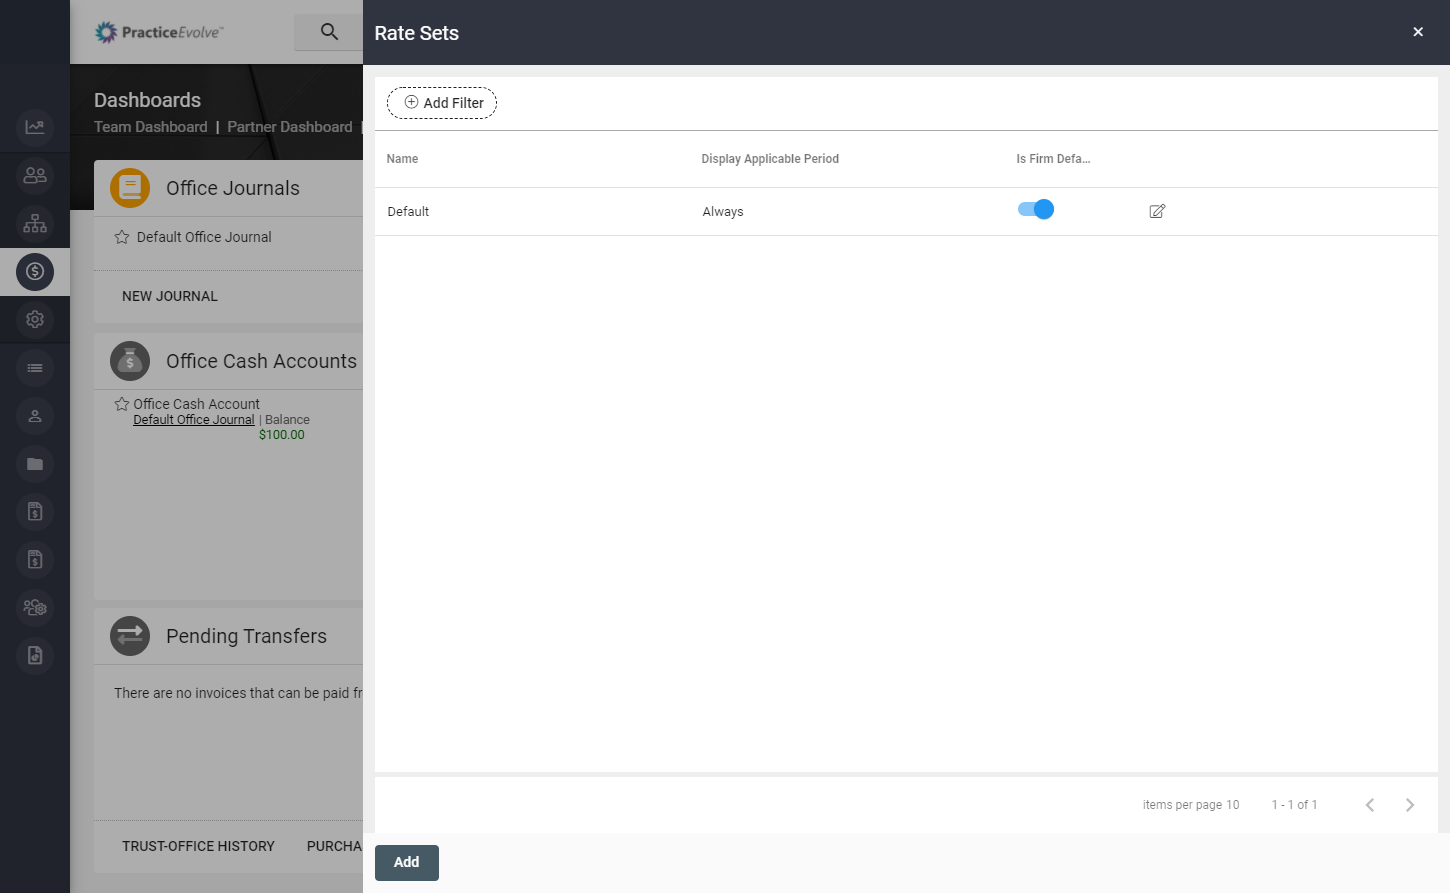 PracticeEvolve™
Rate Sets
Dashboards
Team Dashboard | Partner Dashboard |
Office Journals
Default Office Journal
NEW JOURNAL
Office Cash Accounts
Office Cash Account
Default Office Journal | Balance
$100.00
Pending Transfers
There are no invoices that can be paid fr
TRUST-OFFICE HISTORY PURCHA
Add Filter
Name Display Applicable Period Is Firm Defa...
Default Always
items per page 10 1 - 1 of 1
Add